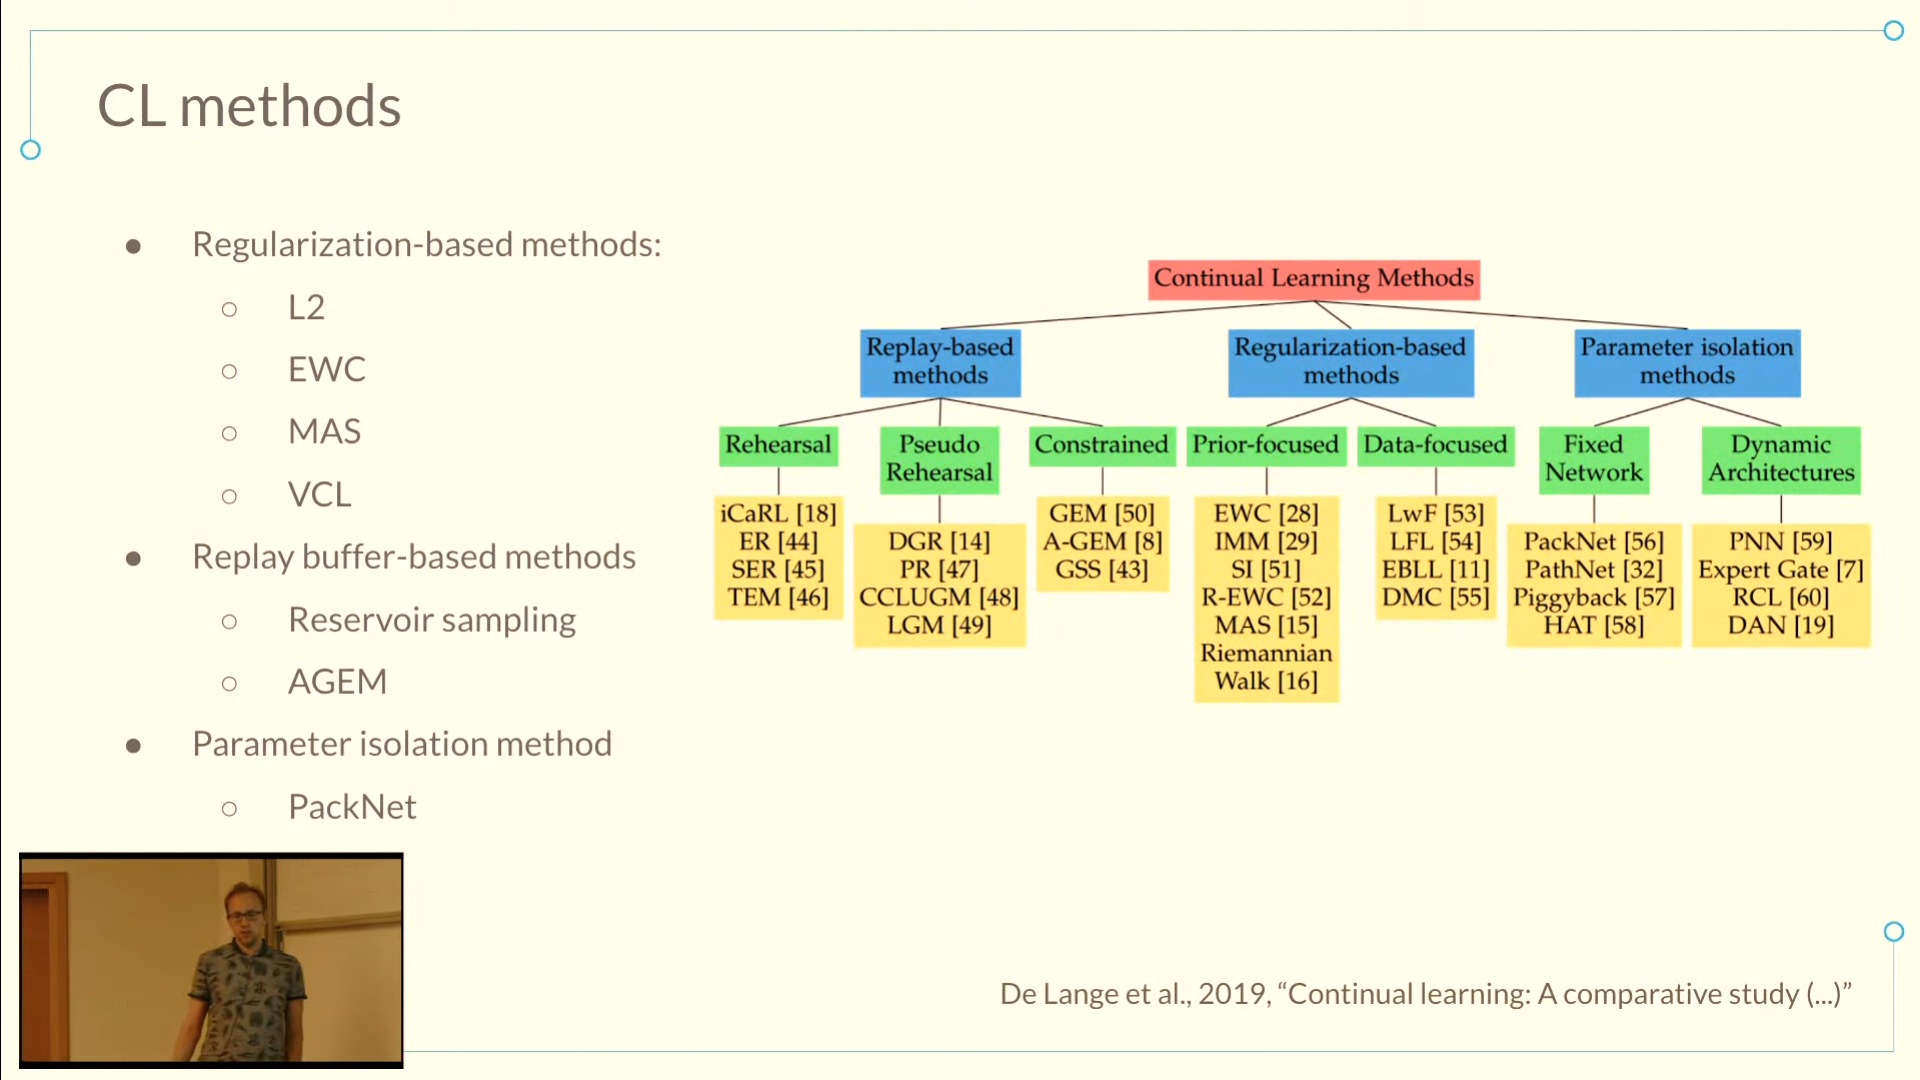 CL methods
● Regularization-based methods:
○ L2
○ EWC
○ MAS
○ VCL
● Replay buffer-based methods
○ Reservoir sampling
○ AGEM
● Parameter isolation method
○ PackNet
Continual Learning Methods
Replay-based
methods
Regularization-based
methods
Parameter isolation
methods
Rehearsal
Pseudo
Rehearsal
Constrained
Prior-focused
Data-focused
Fixed
Network
Dynamic
Architectures
iCaRL [18]
ER [44]
SER [45]
TEM [46]
DGR [14]
PR [47]
CCLUGM [48]
LGM [49]
GEM [50]
A-GEM [8]
GSS [43]
EWC [28]
IMM [29]
SI [51]
R-EWC [52]
MAS [15]
Riemannian
Walk [16]
LwF [53]
LFL [54]
EBLL [11]
DMC [55]
PackNet [56]
PathNet [32]
Piggyback [57]
HAT [58]
PNN [59]
Expert Gate [7]
RCL [60]
DAN [19]
De Lange et al., 2019, “Continual learning: A comparative study (...)”